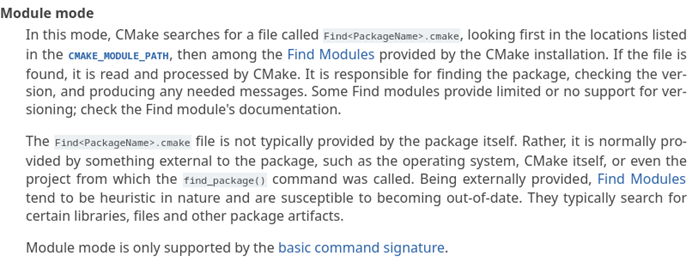 Module mode
In this mode, CMake searches for a file called Find<PackageName>.cmake, looking first in the locations listed
in the CMAKE_MODULE_PATH, then among the Find Modules provided by the CMake installation. If the file is
found, it is read and processed by CMake. It is responsible for finding the package, checking the ver-
sion, and producing any needed messages. Some Find modules provide limited or no support for ver-
sioning; check the Find module's documentation.
The Find<PackageName>.cmake file is not typically provided by the package itself. Rather, it is normally pro-
vided by something external to the package, such as the operating system, CMake itself, or even the
project from which the find_package() command was called. Being externally provided, Find Modules
tend to be heuristic in nature and are susceptible to becoming out-of-date. They typically search for
certain libraries, files and other package artifacts.
Module mode is only supported by the basic command signature.